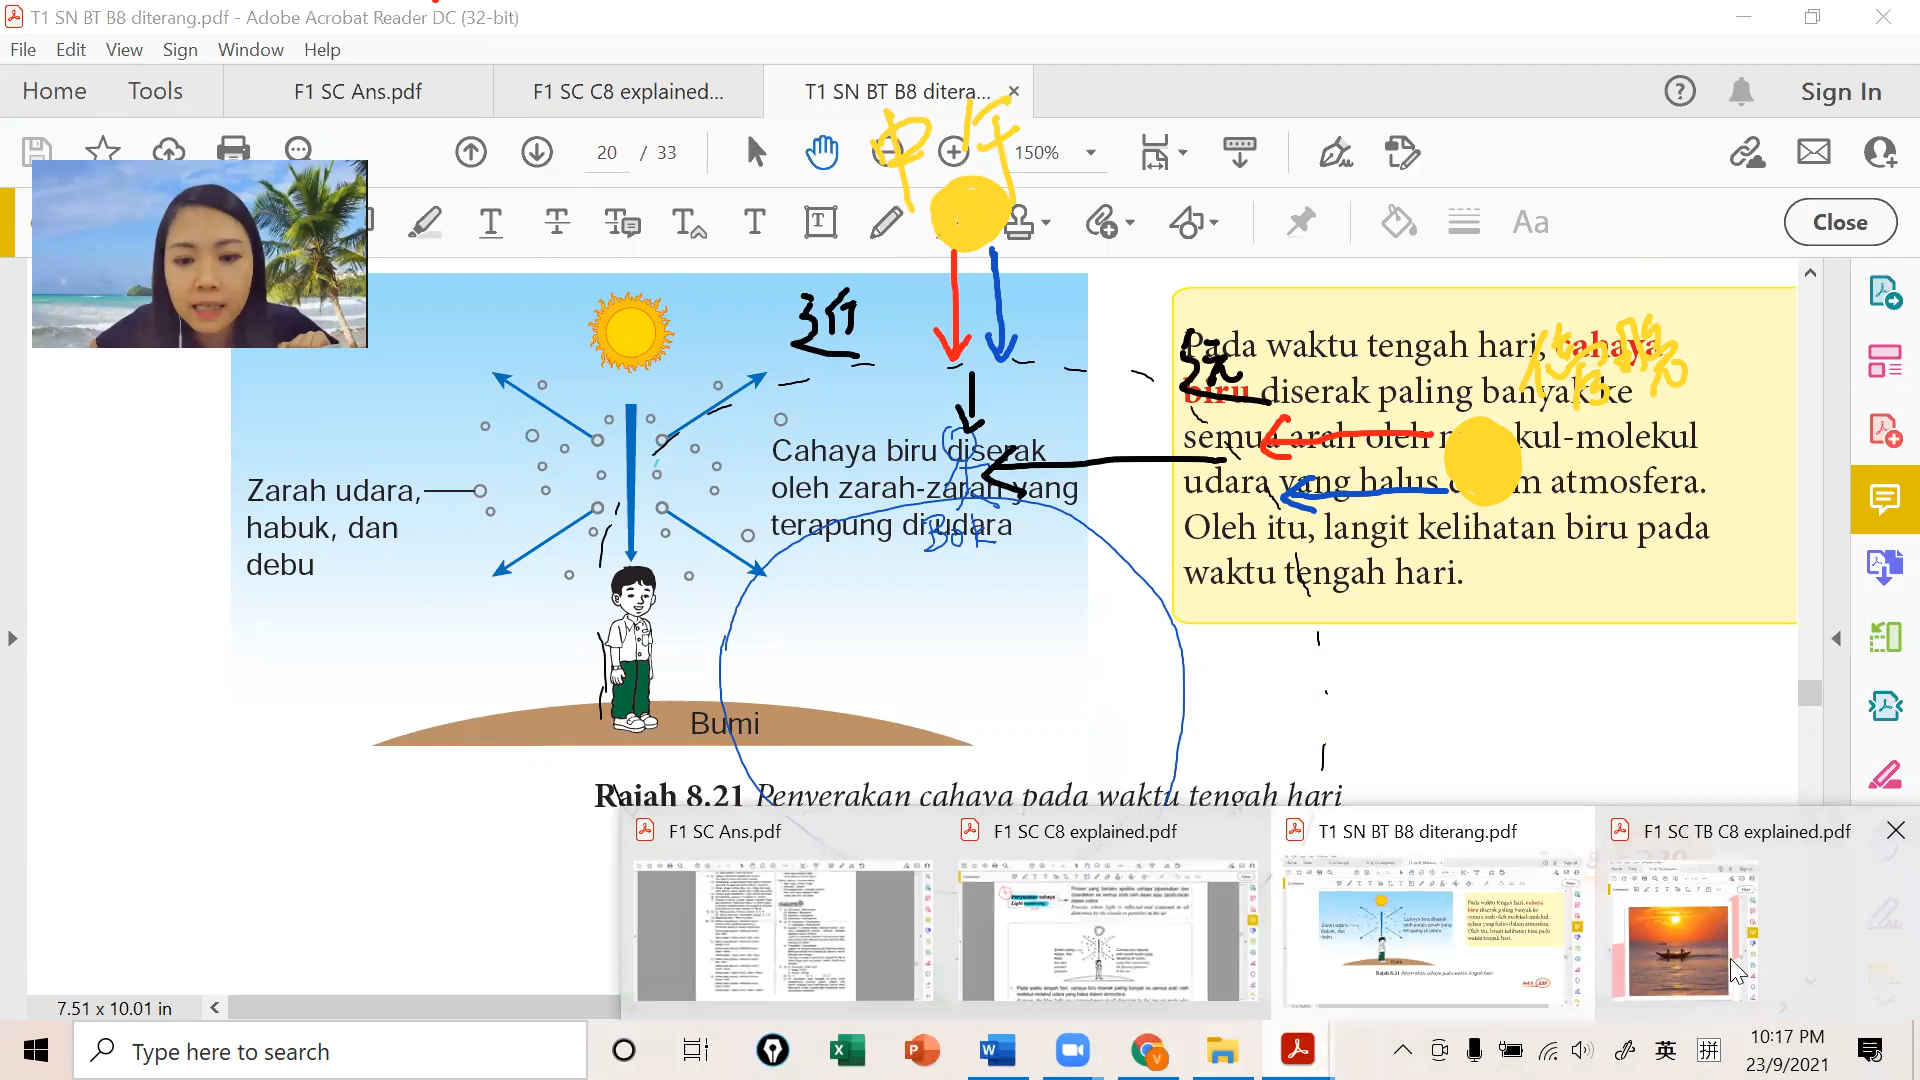 T1 SN BT B8 diterang.pdf - Adobe Acrobat Reader DC (32-bit)
File Edit View Sign Window Help
Home Tools F1 SC Ans.pdf F1 SC C8 explained... T1 SN BT B8 ditera... × Sign In
20 / 33 150%
中午
Close
Zarah udara,
habuk, dan
debu
Cahaya biru diserak
oleh zarah-zarah yang
terapung di udara
Bumi
Pada waktu tengah hari, cahaya
biru diserak paling banyak ke
semua arah oleh
udara yang halus atmosfera.
Oleh itu, langit kelihatan biru pada
waktu tengah hari.
Rajah 8.21 Penyerakan cahaya pada waktu tengah hari
F1 SC Ans.pdf
F1 SC C8 explained.pdf
T1 SN BT B8 diterang.pdf
F1 SC TB C8 explained.pdf
7.51 x 10.01 in
Type here to search
英 拼
10:17 PM
23/9/2021